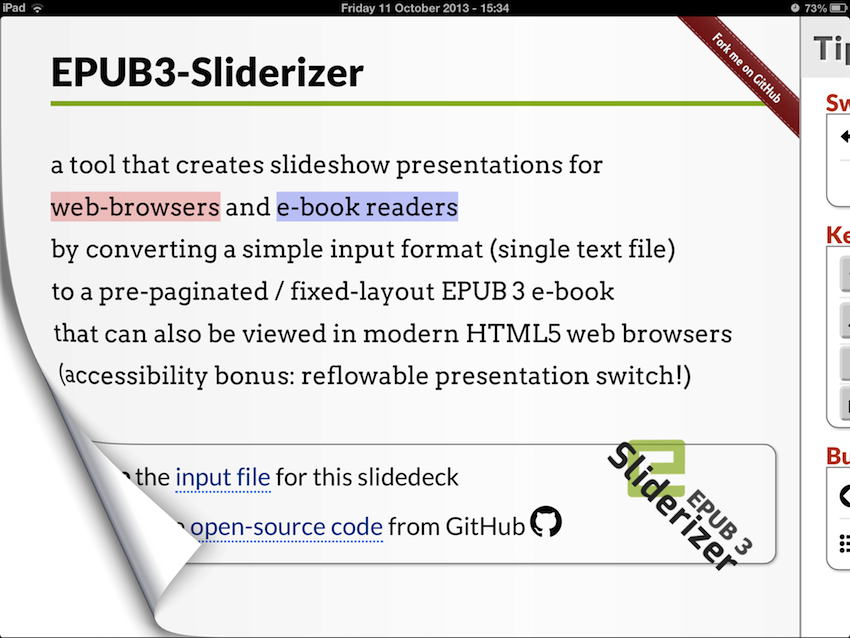 iPad
Friday 11 October 2013 - 15:34
73%
Fork me on GitHub
EPUB3-Sliderizer
a tool that creates slideshow presentations for
web-browsers and e-book readers
by converting a simple input format (single text file)
to a pre-paginated / fixed-layout EPUB 3 e-book
that can also be viewed in modern HTML5 web browsers
(accessibility bonus: reflowable presentation switch!)
the input file for this slidedeck
open-source code from GitHub
EPUB 3
Sliderizer
Tip
Sw
Ke
Bu